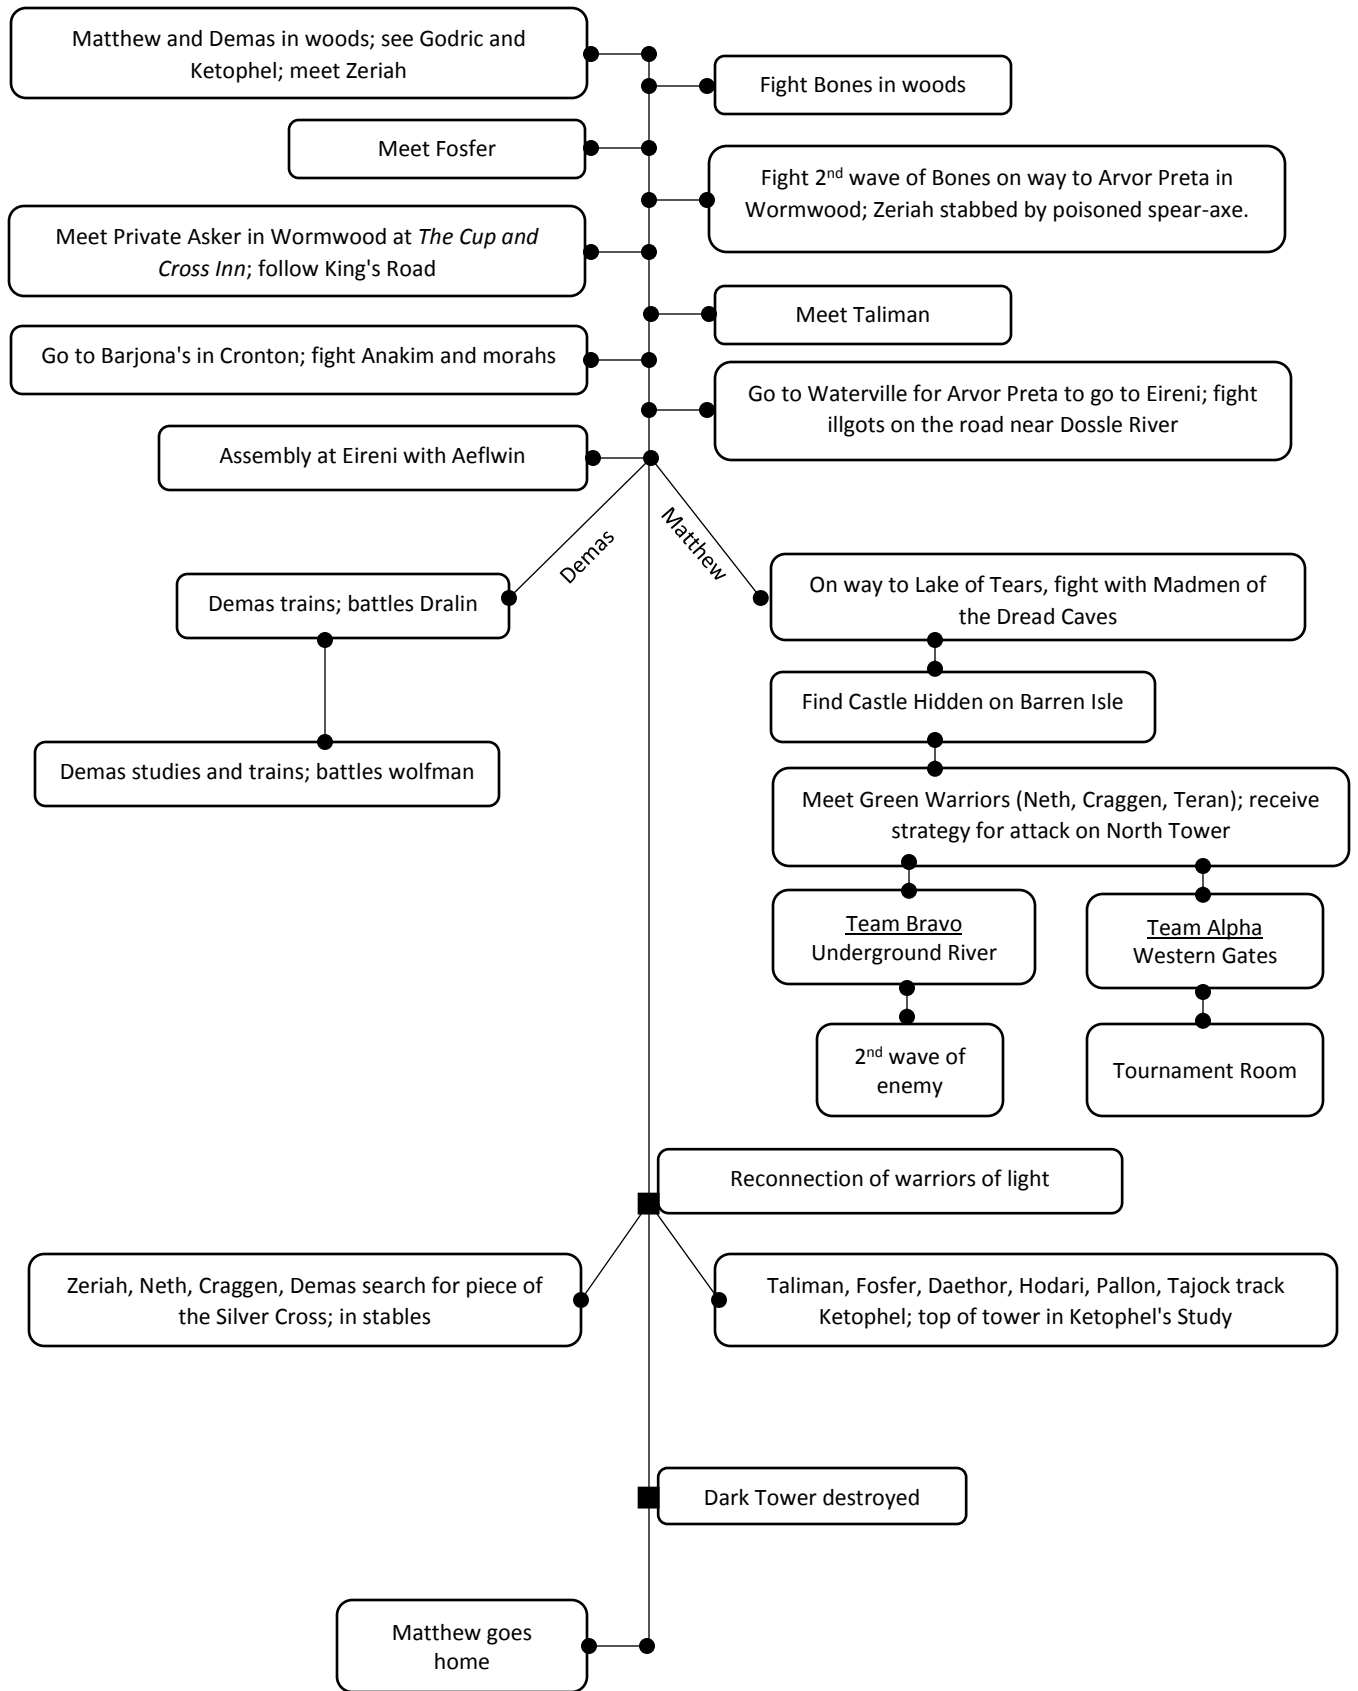 Matthew and Demas in woods; see Godric and
Ketophel; meet Zeriah
Fight Bones in woods
Meet Fosfer
Fight 2nd wave of Bones on way to Arvor Preta in
Wormwood; Zeriah stabbed by poisoned spear-axe.
Meet Private Asker in Wormwood at The Cup and
Cross Inn; follow King's Road
Meet Taliman
Go to Barjona's in Cronton; fight Anakim and morahs
Go to Waterville for Arvor Preta to go to Eireni; fight
illgots on the road near Dossle River
Assembly at Eireni with Aeflwin
Demas
Matthew
Demas trains; battles Dralin
On way to Lake of Tears, fight with Madmen of
the Dread Caves
Find Castle Hidden on Barren Isle
Demas studies and trains; battles wolfman
Meet Green Warriors (Neth, Craggen, Teran); receive
strategy for attack on North Tower
Team Bravo
Underground River
Team Alpha
Western Gates
2nd wave of
enemy
Tournament Room
Reconnection of warriors of light
Zeriah, Neth, Craggen, Demas search for piece of
the Silver Cross; in stables
Taliman, Fosfer, Daethor, Hodari, Pallon, Tajock track
Ketophel; top of tower in Ketophel's Study
Dark Tower destroyed
Matthew goes
home